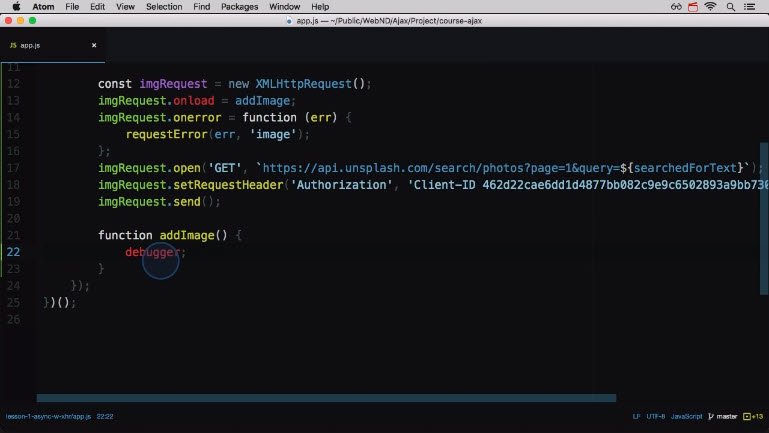 Atom File Edit View Selection Find Packages Window Help
app.js — ~/Public/WebND/Ajax/Project/course-ajax
JS app.js ×
11
12 const imgRequest = new XMLHttpRequest();
13 imgRequest.onload = addImage;
14 imgRequest.onerror = function (err) {
15 requestError(err, 'image');
16 };
17 imgRequest.open('GET', `https://api.unsplash.com/search/photos?page=1&query=${searchedForText}`);
18 imgRequest.setRequestHeader('Authorization', 'Client-ID 462d22cae6dd1d4877bb082c9e9c6502893a9bb730
19 imgRequest.send();
20
21 function addImage() {
22 debugger;
23 }
24 });
25 })();
26
lesson-1-async-w-xhr/app.js 22:22 LF UTF-8 JavaScript master +13